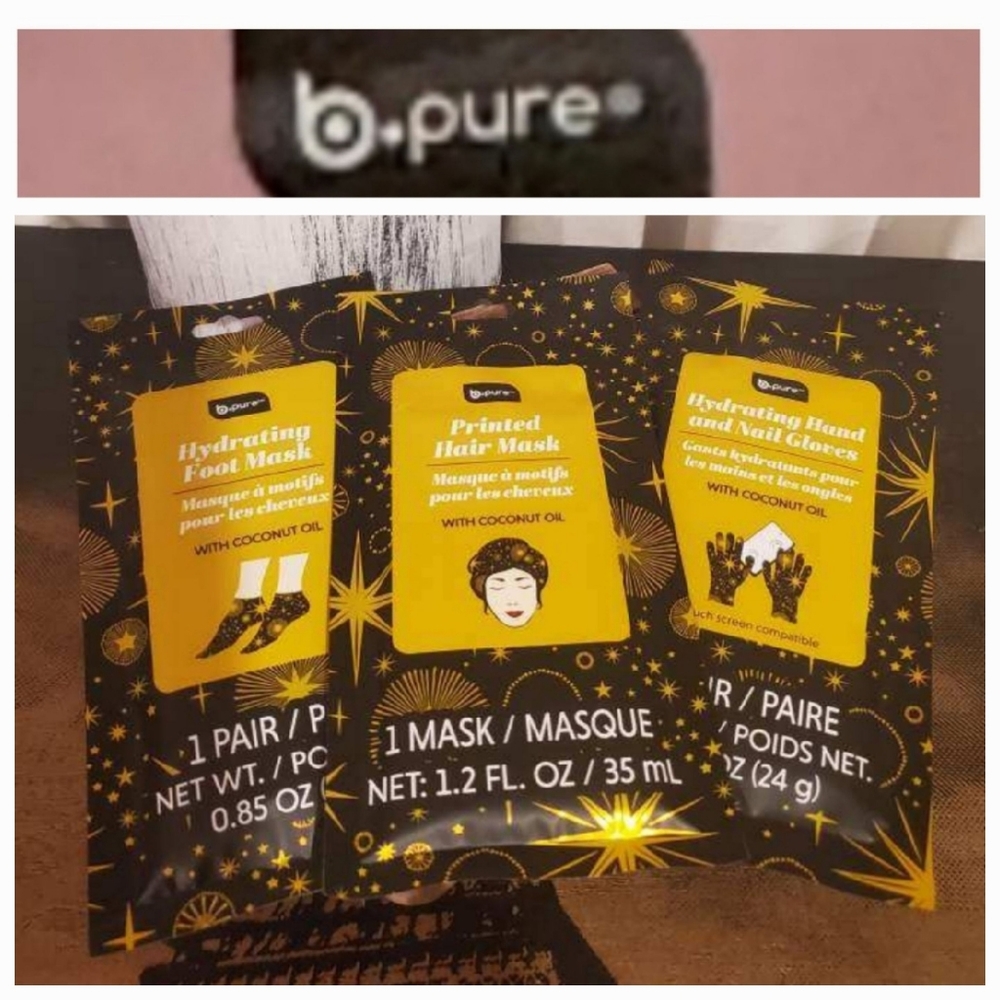 b.pure
b.pure
Hydrating
Foot Mask
Masque à motifs
pour les cheveux
WITH COCONUT OIL
1 PAIR / P
NET WT. / PO
0.85 OZ
b.pure
Printed
Hair Mask
Masque à motifs
pour les cheveux
WITH COCONUT OIL
1 MASK / MASQUE
NET: 1.2 FL. OZ / 35 mL
b.pure
Hydrating Hand
and Nail Gloves
Gants hydratants pour
les mains et les ongles
WITH COCONUT OIL
uch screen compatible
IR / PAIRE
/ POIDS NET.
OZ (24 g)